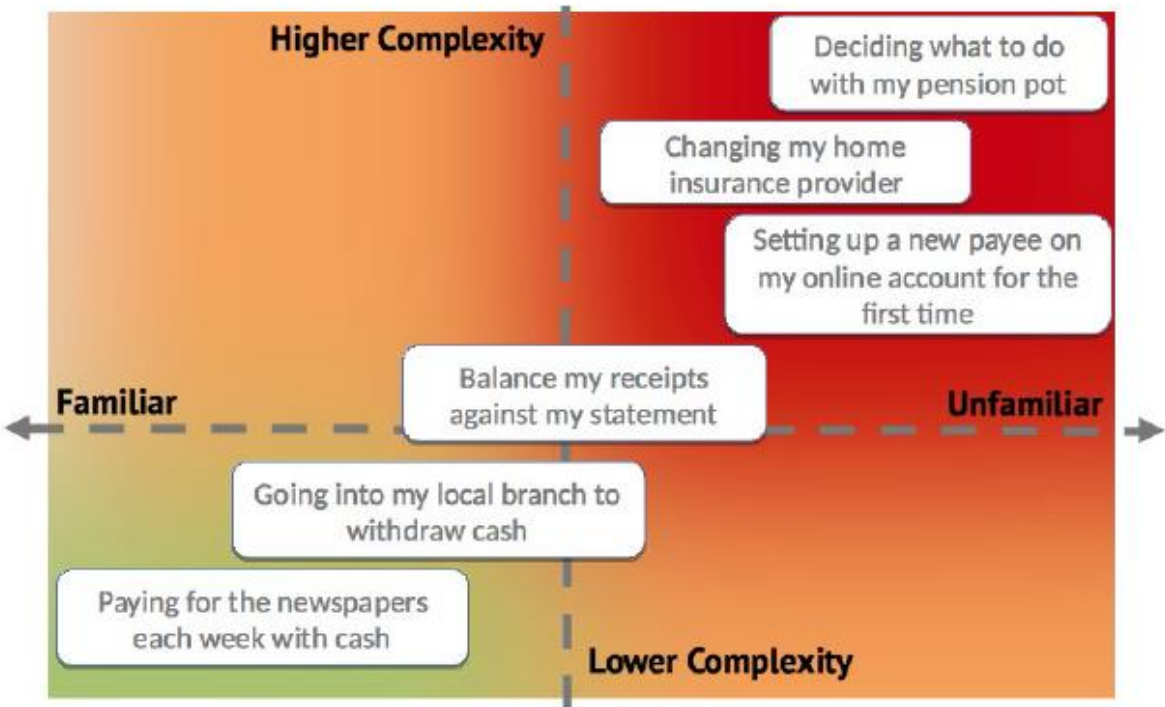 Higher Complexity
Deciding what to do
with my pension pot
Changing my home
insurance provider
Setting up a new payee on
my online account for the
first time
Balance my receipts
against my statement
Familiar
Unfamiliar
Going into my local branch to
withdraw cash
Paying for the newspapers
each week with cash
Lower Complexity